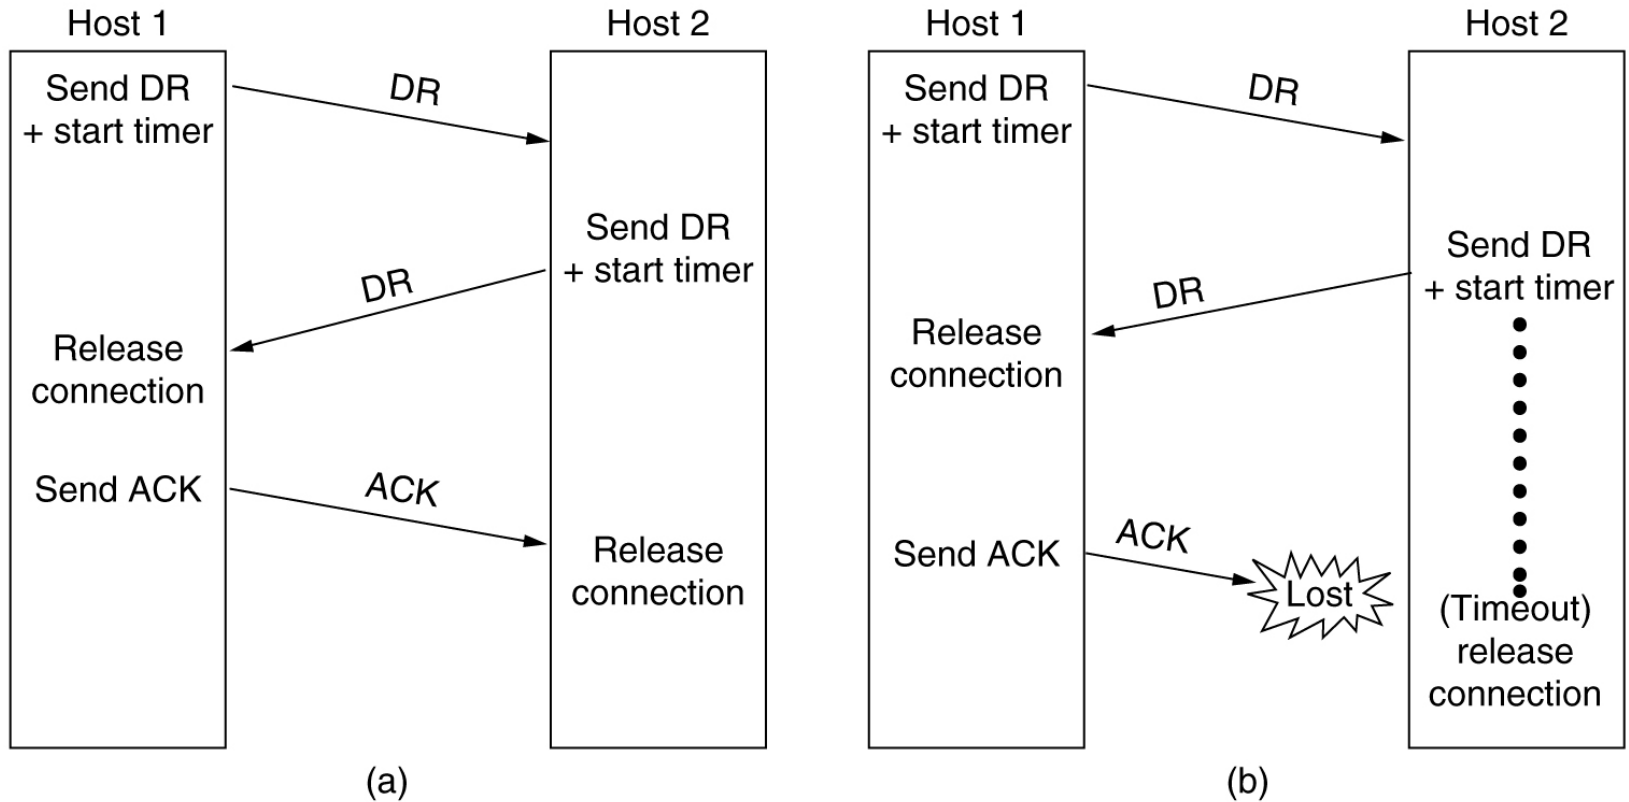 Host 1
Host 2
Send DR
+ start timer
DR
Send DR
+ start timer
DR
Release
connection
Send ACK
ACK
Release
connection
(a)
Host 1
Host 2
Send DR
+ start timer
DR
Send DR
+ start timer
DR
Release
connection
Send ACK
ACK
Lost
(Timeout)
release
connection
(b)